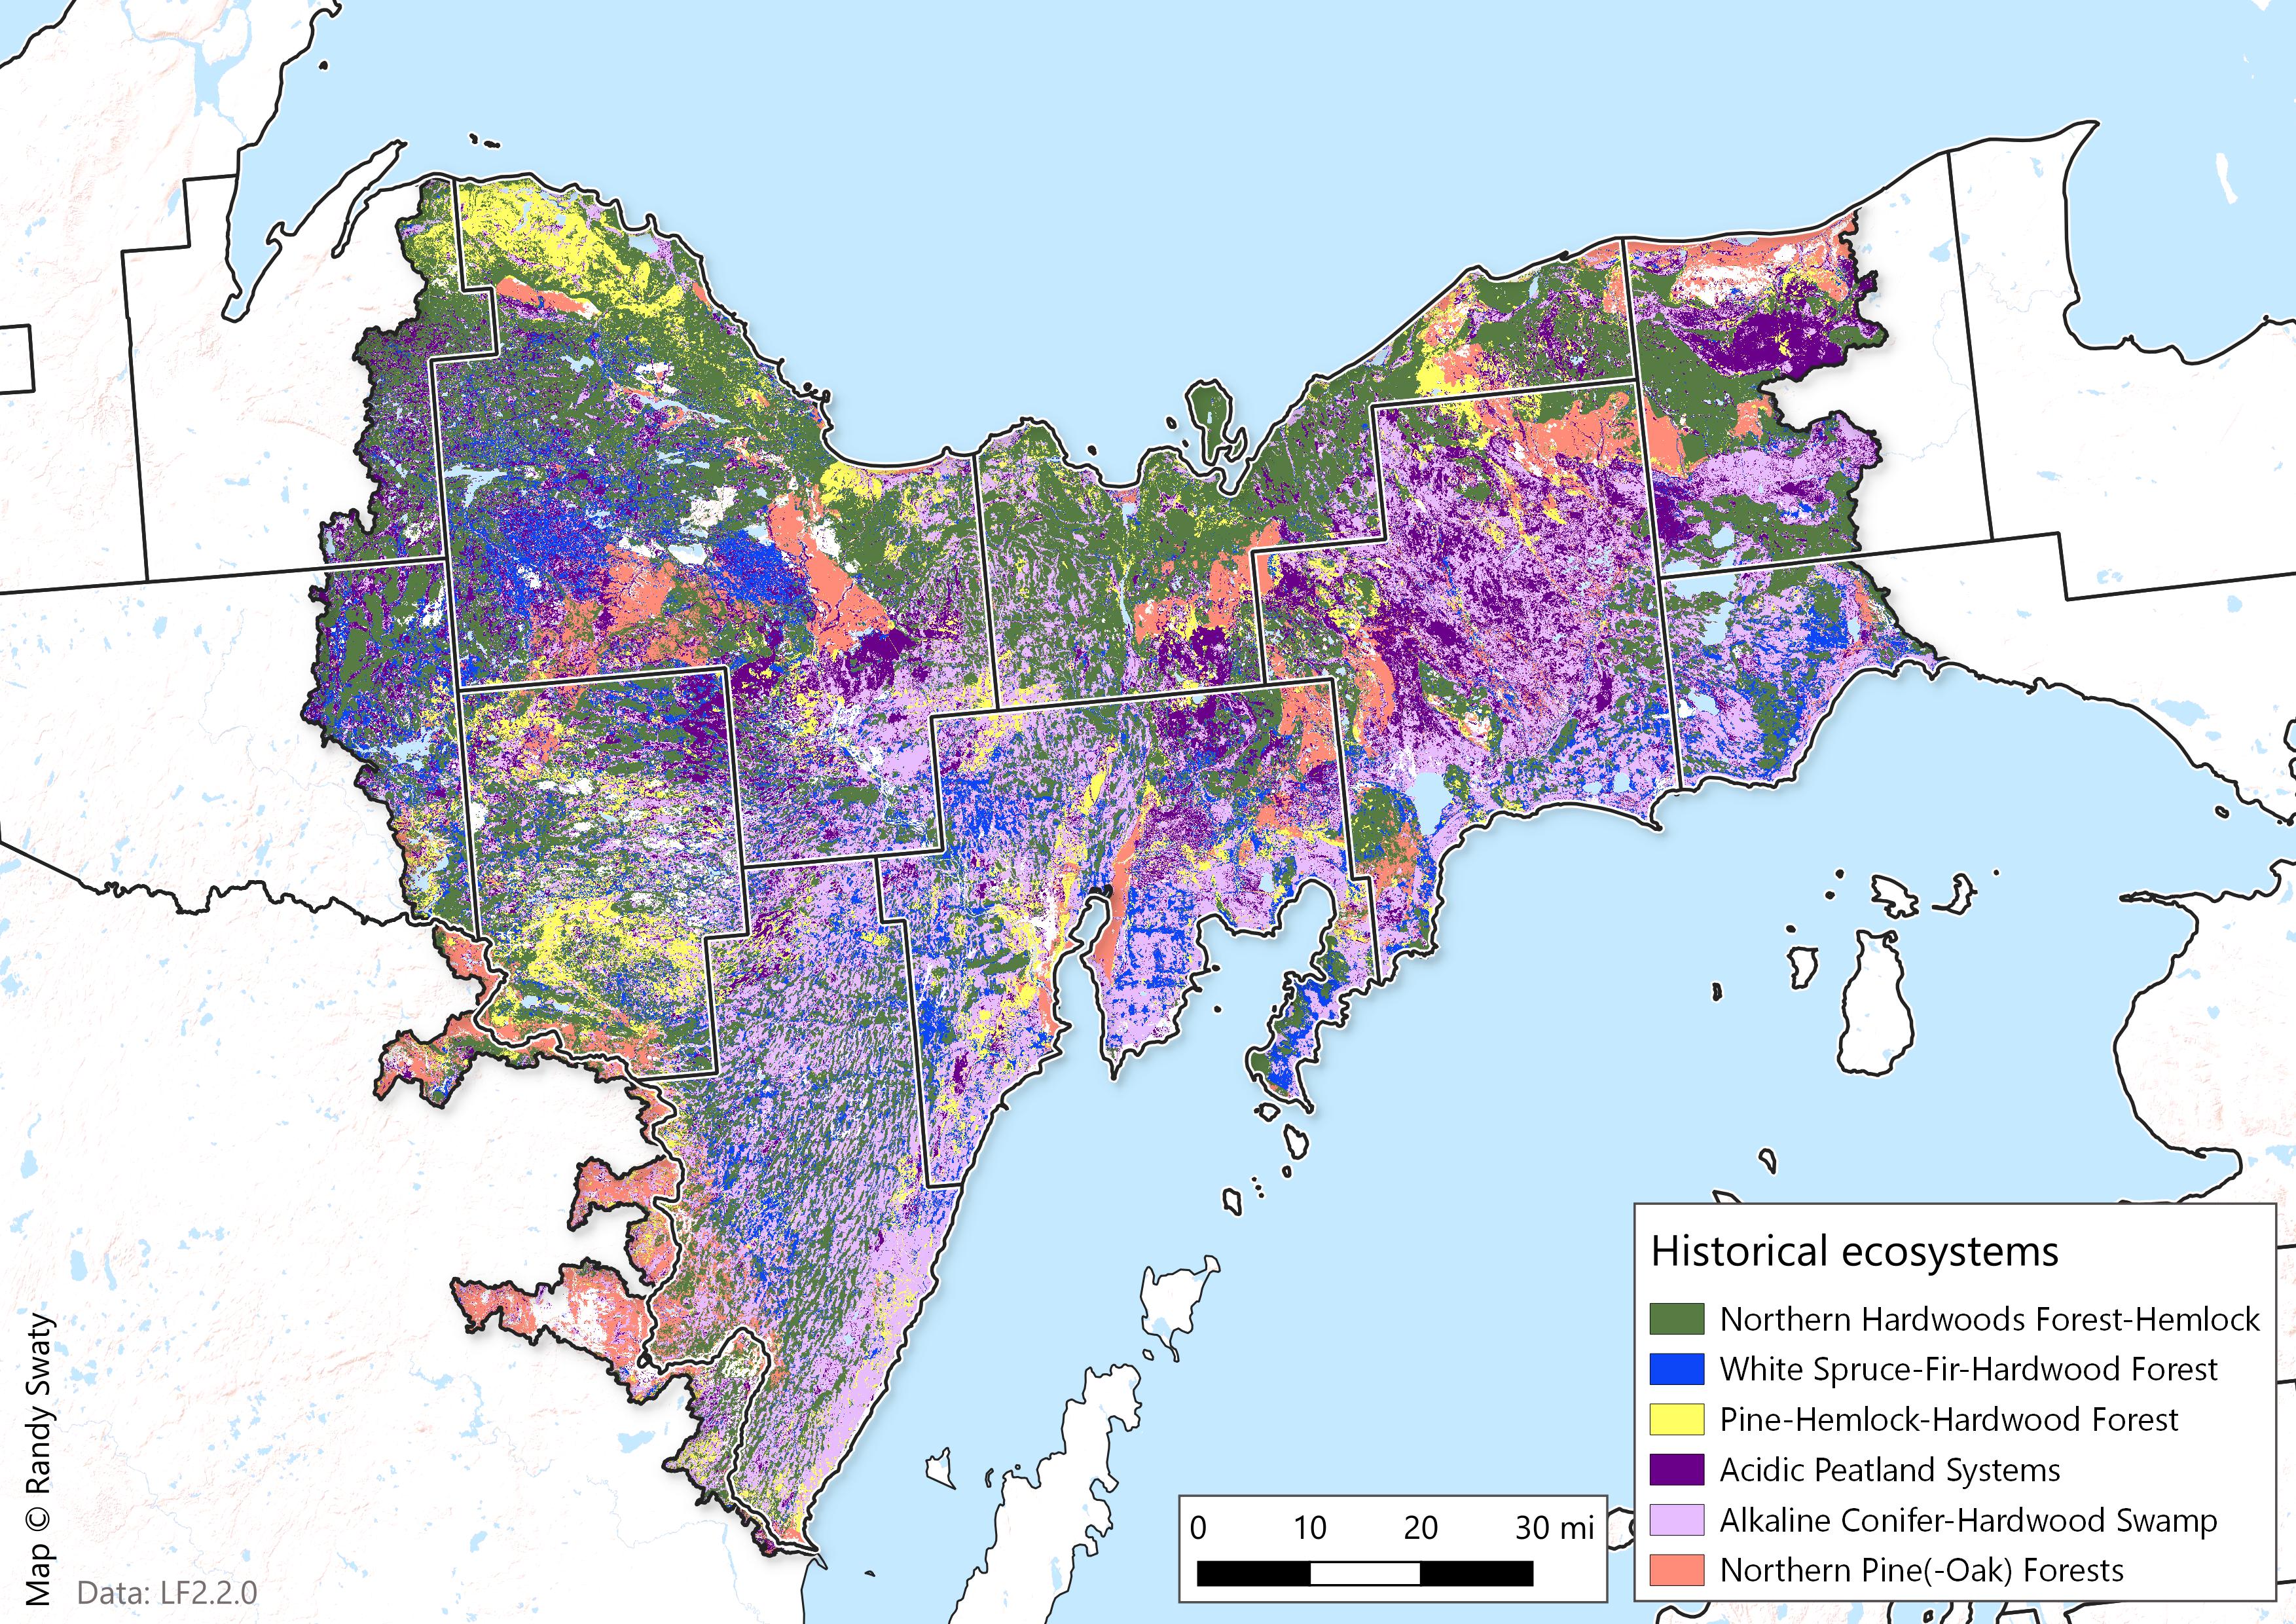 Historical ecosystems
Northern Hardwoods Forest-Hemlock
White Spruce-Fir-Hardwood Forest
Pine-Hemlock-Hardwood Forest
Acidic Peatland Systems
Alkaline Conifer-Hardwood Swamp
Northern Pine(-Oak) Forests
0 10 20 30 mi
Map © Randy Swaty
Data: LF2.2.0